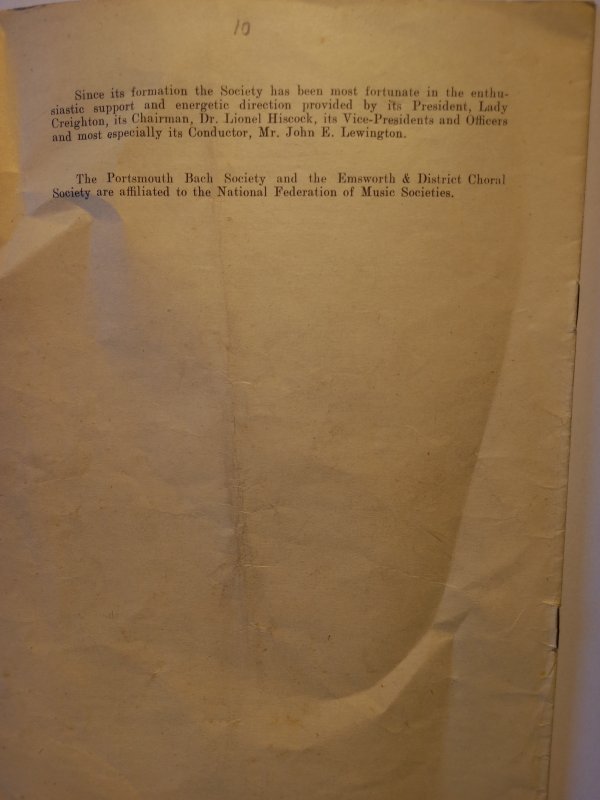 10
Since its formation the Society has been most fortunate in the enthu-
siastic support and energetic direction provided by its President, Lady
Creighton, its Chairman, Dr. Lionel Hiscock, its Vice-Presidents and Officers
and most especially its Conductor, Mr. John E. Lewington.
The Portsmouth Bach Society and the Emsworth & District Choral
Society are affiliated to the National Federation of Music Societies.